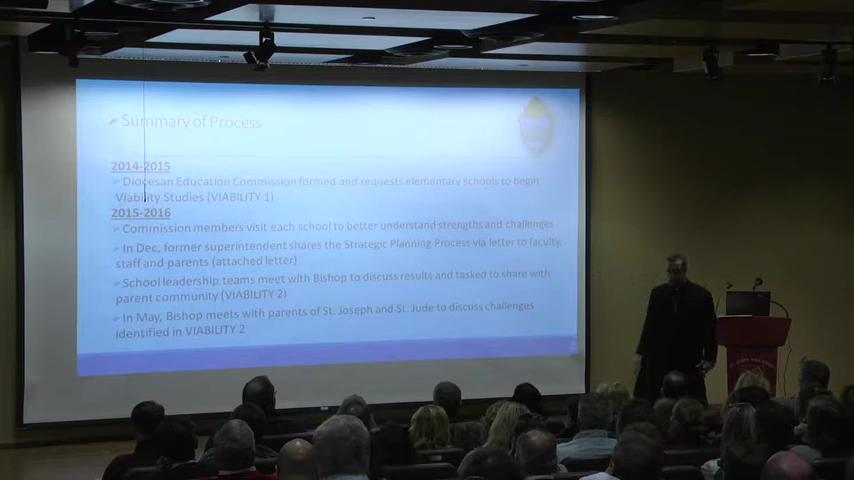 Summary of Process
2014-2015
Diocesan Education Commission formed and requests elementary schools to begin
Viability Studies (VIABILITY 1)
2015-2016
Commission members visit each school to better understand strengths and challenges
In Dec, former superintendent shares the Strategic Planning Process via letter to faculty,
staff and parents (attached letter)
School leadership teams meet with Bishop to discuss results and tasked to share with
parent community (VIABILITY 2)
In May, Bishop meets with parents of St. Joseph and St. Jude to discuss challenges
identified in VIABILITY 2